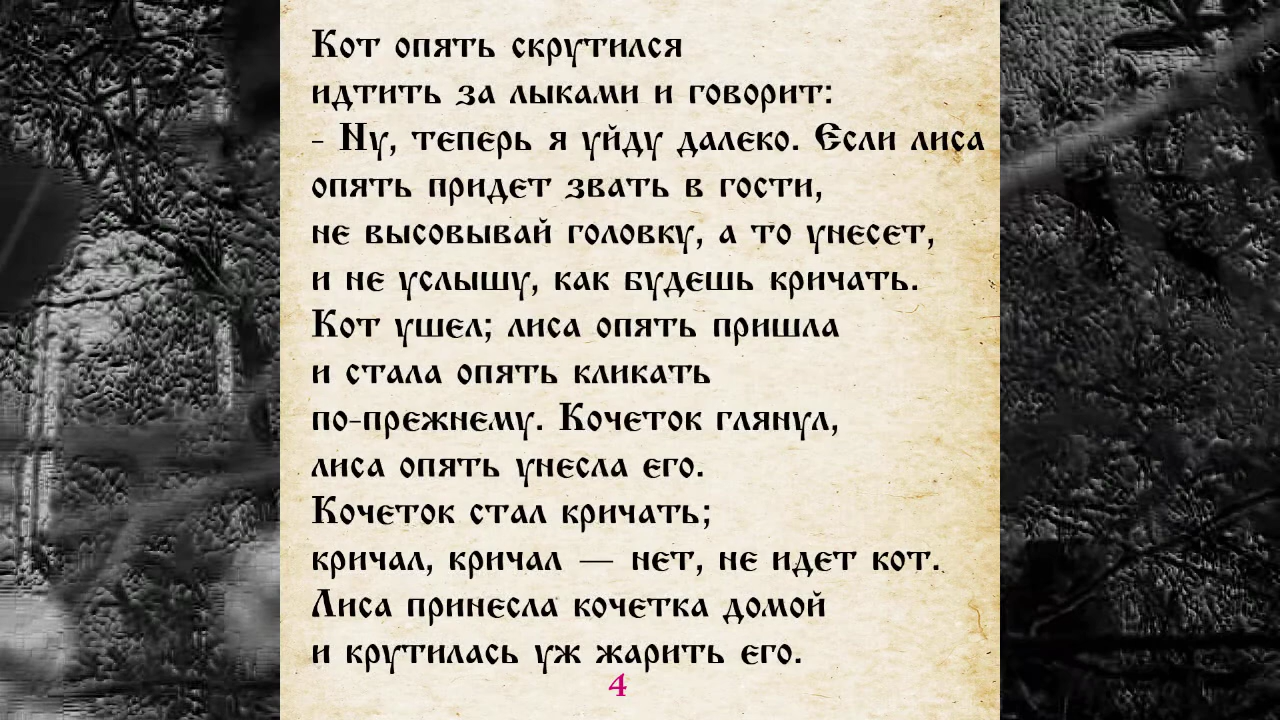 Кот опять скрутился
идтить за лыками и говорит:
- Ну, теперь я уйду далеко. Если лиса
опять придет звать в гости,
не высовывай головку, а то унесет,
и не услышу, как будешь кричать.
Кот ушел; лиса опять пришла
и стала опять кликать
по-прежнему. Кочеток глянул,
лиса опять унесла его.
Кочеток стал кричать;
кричал, кричал — нет, не идет кот.
Лиса принесла кочетка домой
и крутилась уж жарить его.
4